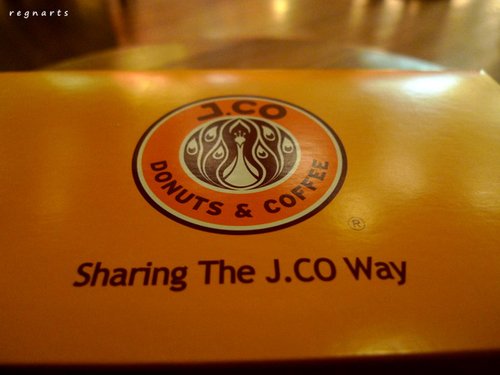 regnarts
J.CO
DONUTS & COFFEE
®
Sharing The J.CO Way